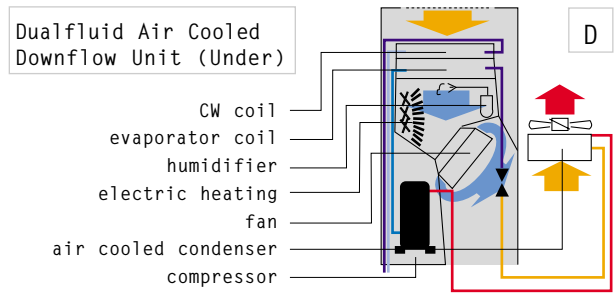 Dualfluid Air Cooled
Downflow Unit (Under)
D
CW coil
evaporator coil
humidifier
electric heating
fan
air cooled condenser
compressor